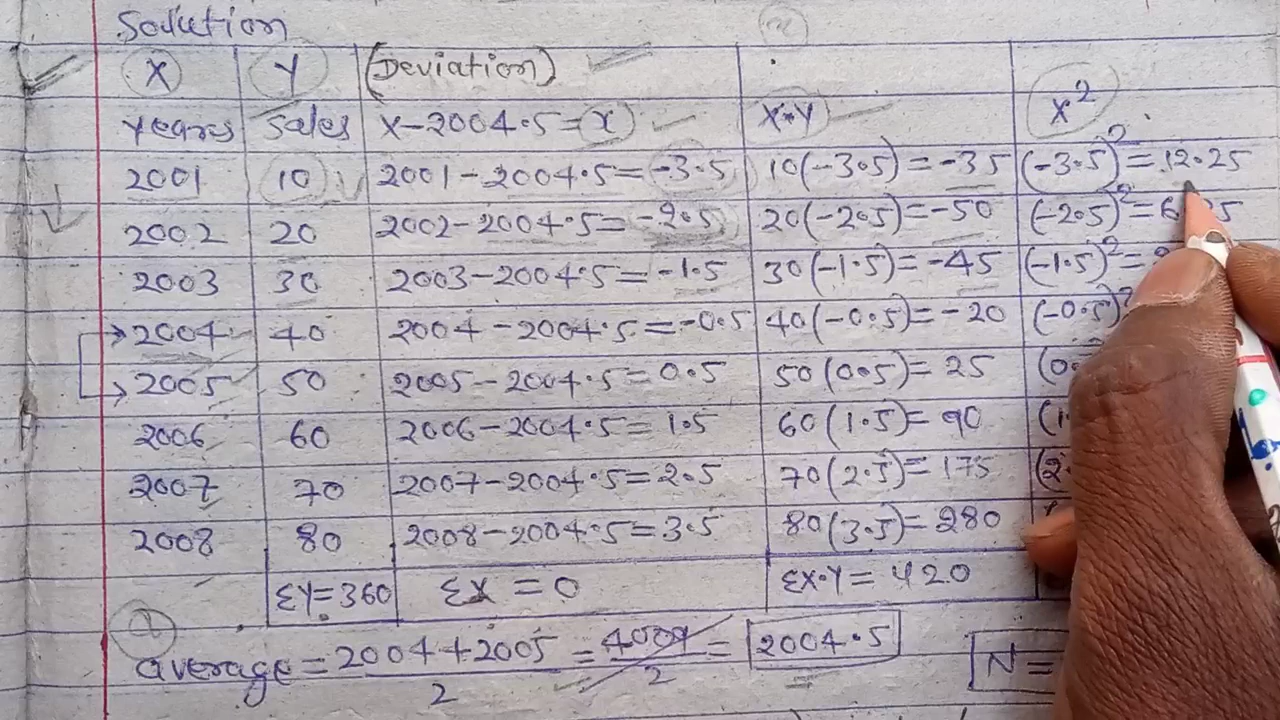 Solution
X Y (Deviation)
Years Sales X-2004.5=x X*Y x²
2001 10 2001-2004.5=-3.5 10(-3.5)=-35 (-3.5)²=12.25
2002 20 2002-2004.5=-2.5 20(-2.5)=-50 (-2.5)²=
2003 30 2003-2004.5=-1.5 30(-1.5)=-45 (-1.5)²=
2004 40 2004-2004.5=-0.5 40(-0.5)=-20 (-0.5)
2005 50 2005-2004.5=0.5 50(0.5)=25
2006 60 2006-2004.5=1.5 60(1.5)=90
2007 70 2007-2004.5=2.5 70(2.5)=175
2008 80 2008-2004.5=3.5 80(3.5)=280
ΣY=360 ΣX=0 ΣX.Y=420
average=2004+2005/2=4009/2=2004.5
N=